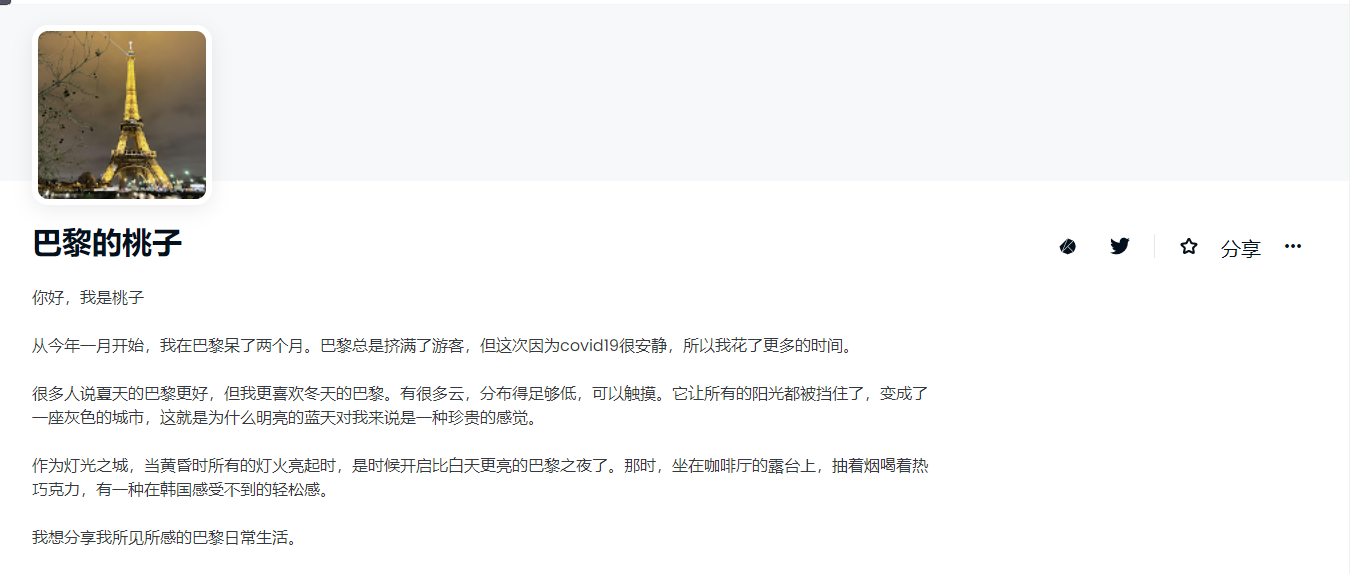 巴黎的桃子
分享
你好，我是桃子
从今年一月开始，我在巴黎呆了两个月。巴黎总是挤满了游客，但这次因为covid19很安静，所以我花了更多的时间。
很多人说夏天的巴黎更好，但我更喜欢冬天的巴黎。有很多云，分布得足够低，可以触摸。它让所有的阳光都被挡住了，变成了
一座灰色的城市，这就是为什么明亮的蓝天对我来说是一种珍贵的感觉。
作为灯光之城，当黄昏时所有的灯火亮起时，是时候开启比白天更亮的巴黎之夜了。那时，坐在咖啡厅的露台上，抽着烟喝着热
巧克力，有一种在韩国感受不到的轻松感。
我想分享我所见所感的巴黎日常生活。